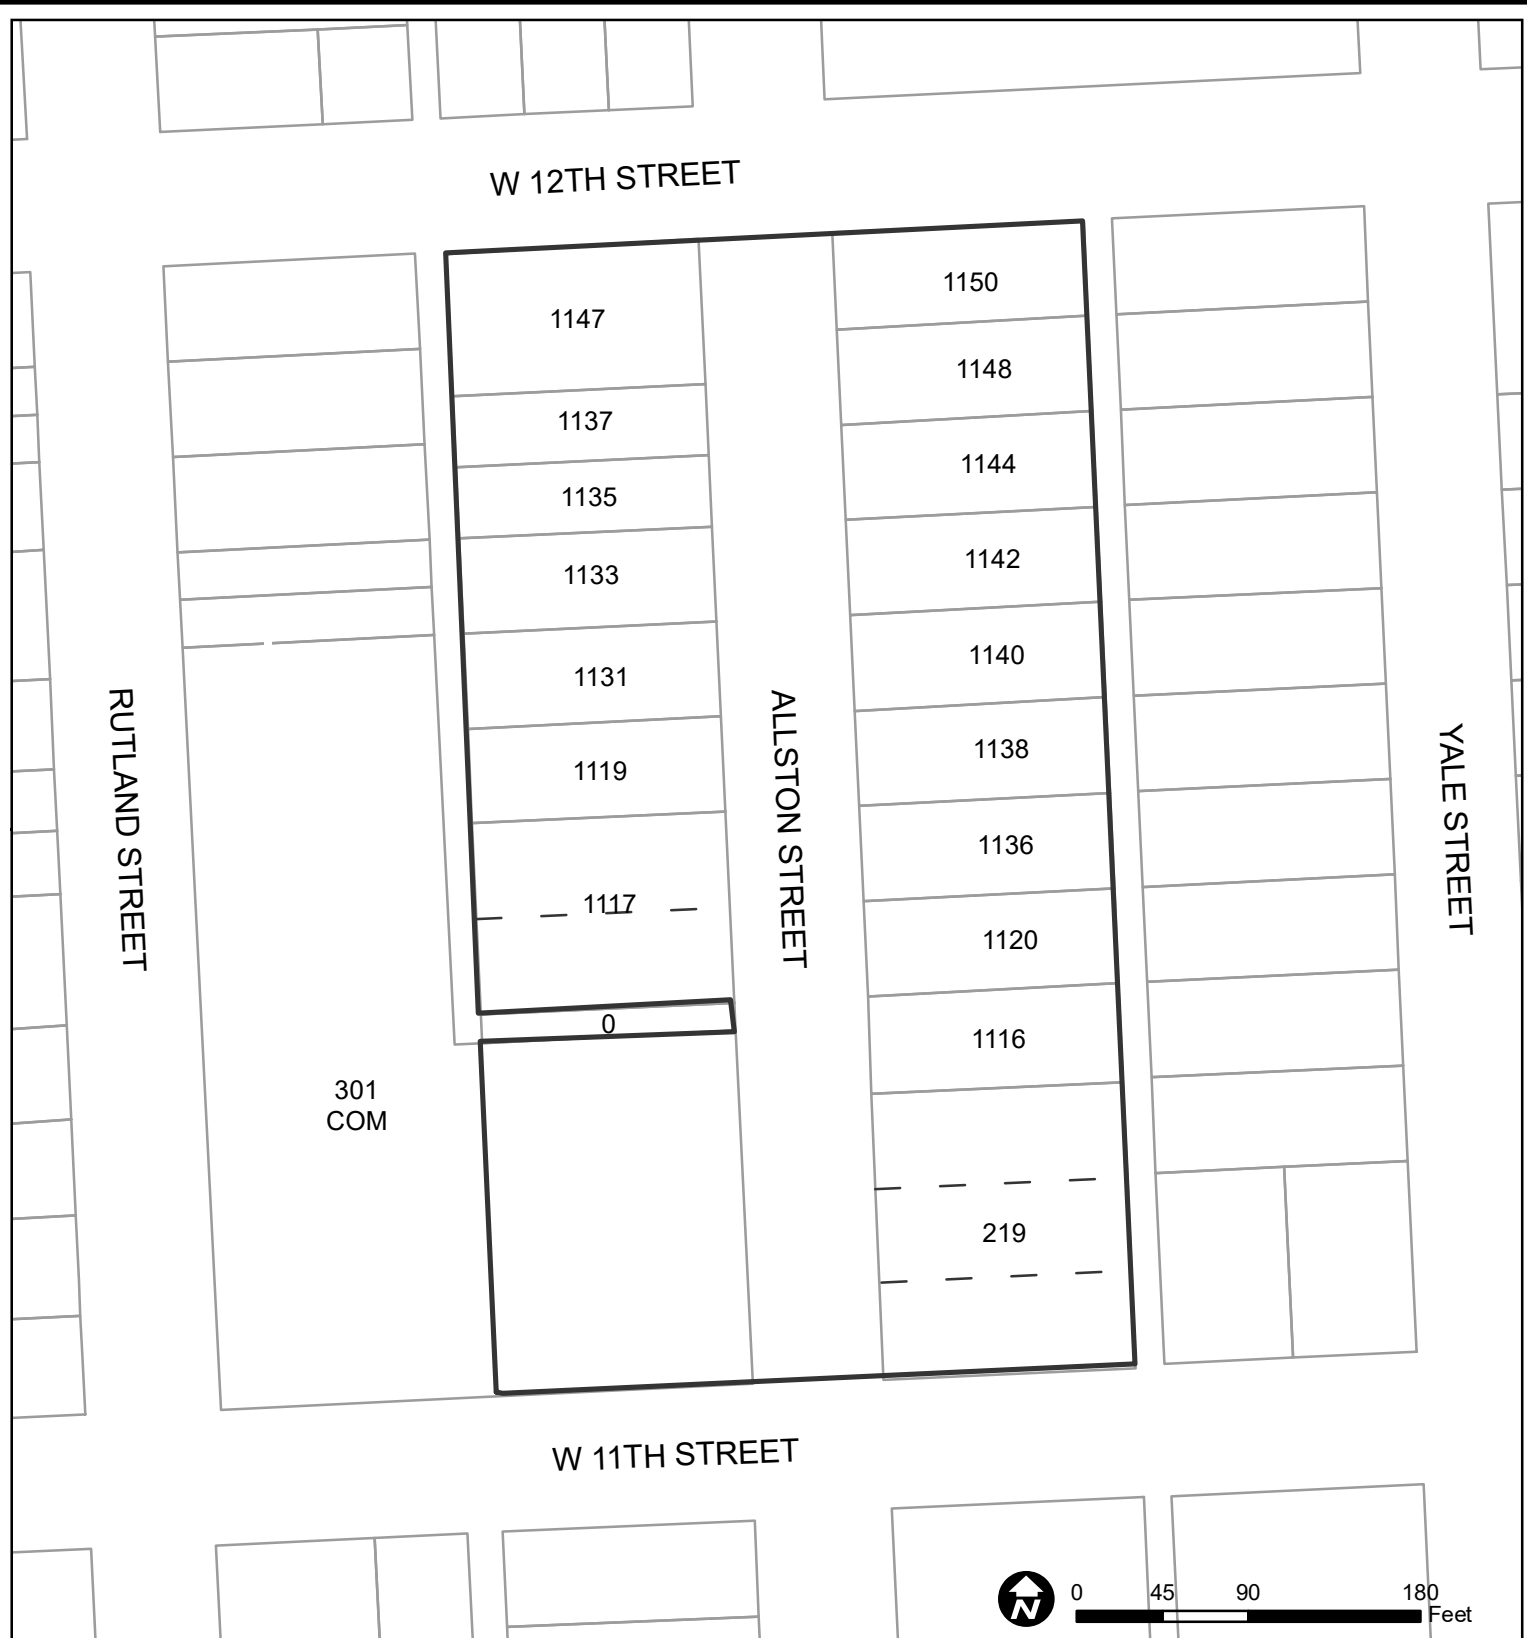 W 12TH STREET
1150
1147
1148
1137
1144
1135
1142
1133
1140
1131
RUTLAND STREET
ALLSTON STREET
YALE STREET
1138
1119
1136
1117
1120
0
1116
301
COM
219
W 11TH STREET
N
0 45 90 180
Feet